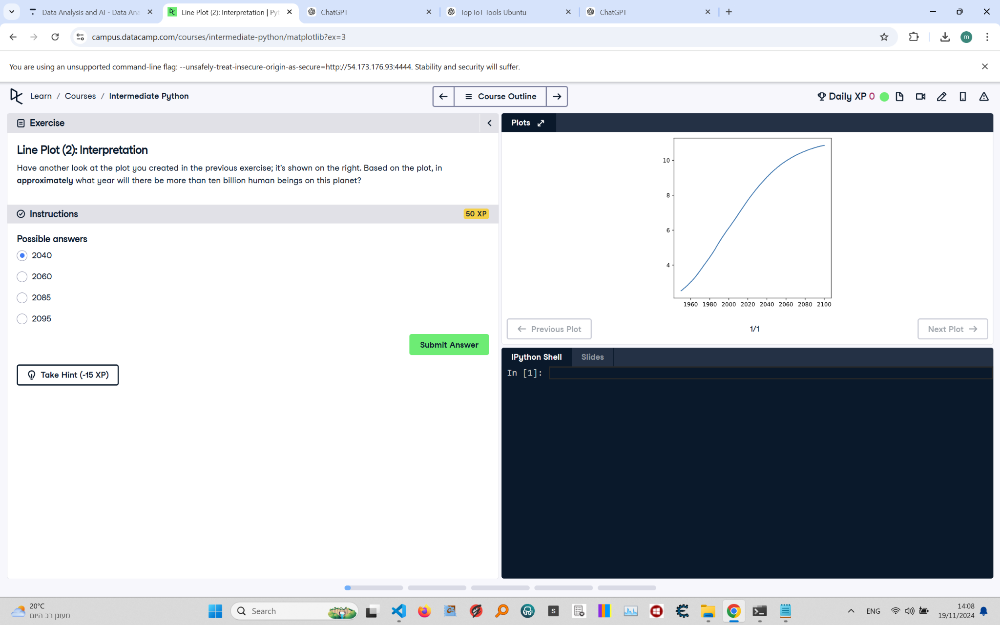 Data Analysis and AI - Data Ana
Line Plot (2): Interpretation | Pyt
ChatGPT
Top IoT Tools Ubuntu
ChatGPT
campus.datacamp.com/courses/intermediate-python/matplotlib?ex=3
m
You are using an unsupported command-line flag: --unsafely-treat-insecure-origin-as-secure=http://54.173.176.93:4444. Stability and security will suffer.
Learn / Courses / Intermediate Python
Course Outline
Daily XP 0
Exercise
Line Plot (2): Interpretation
Have another look at the plot you created in the previous exercise; it's shown on the right. Based on the plot, in
approximately what year will there be more than ten billion human beings on this planet?
Instructions
50 XP
Possible answers
2040
2060
2085
2095
Submit Answer
Take Hint (-15 XP)
Plots
10
8
6
4
1960 1980 2000 2020 2040 2060 2080 2100
Previous Plot
1/1
Next Plot
IPython Shell
Slides
In [1]:
20°C
מעונן רב היום
Search
S
ENG
14:08
19/11/2024